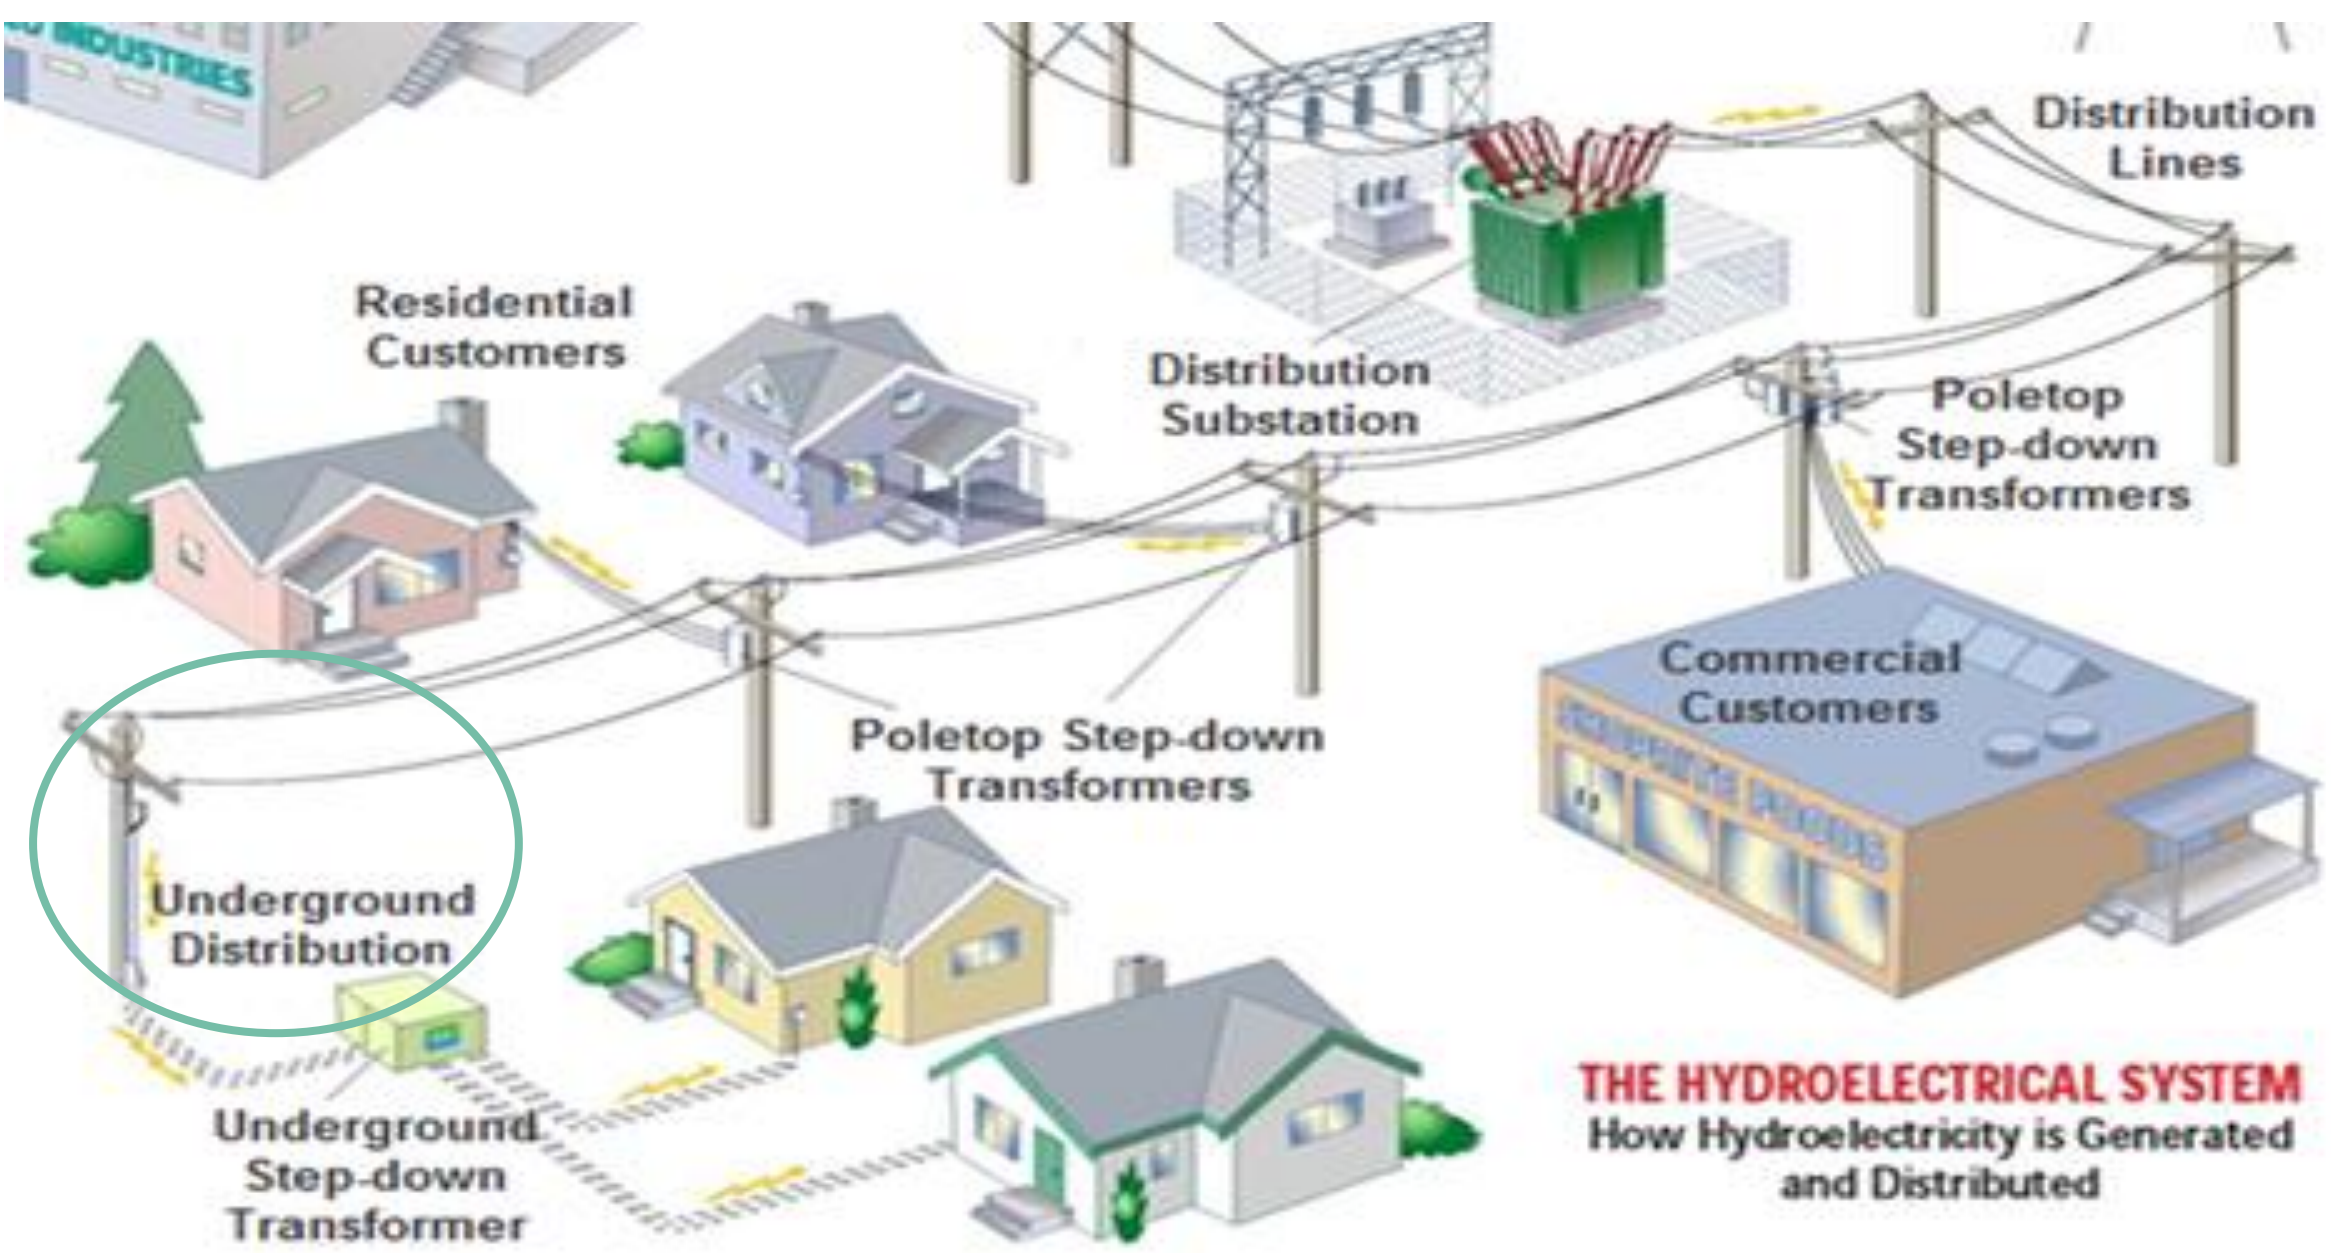 INDUSTRIES
Distribution
Lines
Residential
Customers
Distribution
Substation
Poletop
Step-down
Transformers
Commercial
Customers
Poletop Step-down
Transformers
Underground
Distribution
Underground
Step-down
Transformer
THE HYDROELECTRICAL SYSTEM
How Hydroelectricity is Generated
and Distributed